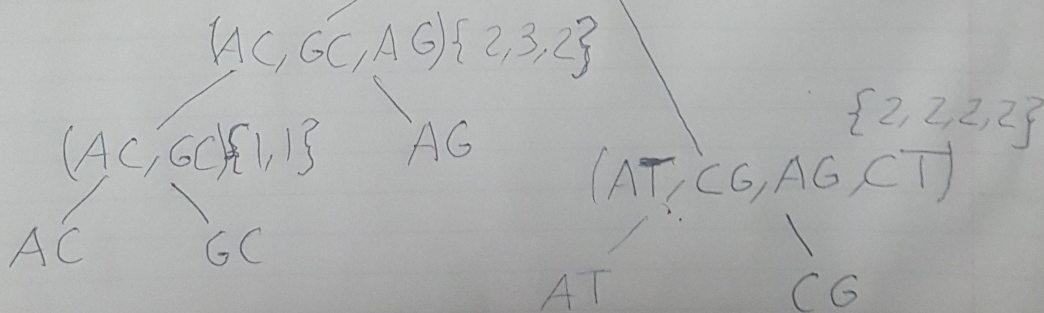 (AC, GC, AG){2,3,2}
{2,2,2,2}
(AC, GC){1,1}
AG
(AT, CG, AG, CT)
AC
GC
AT
CG